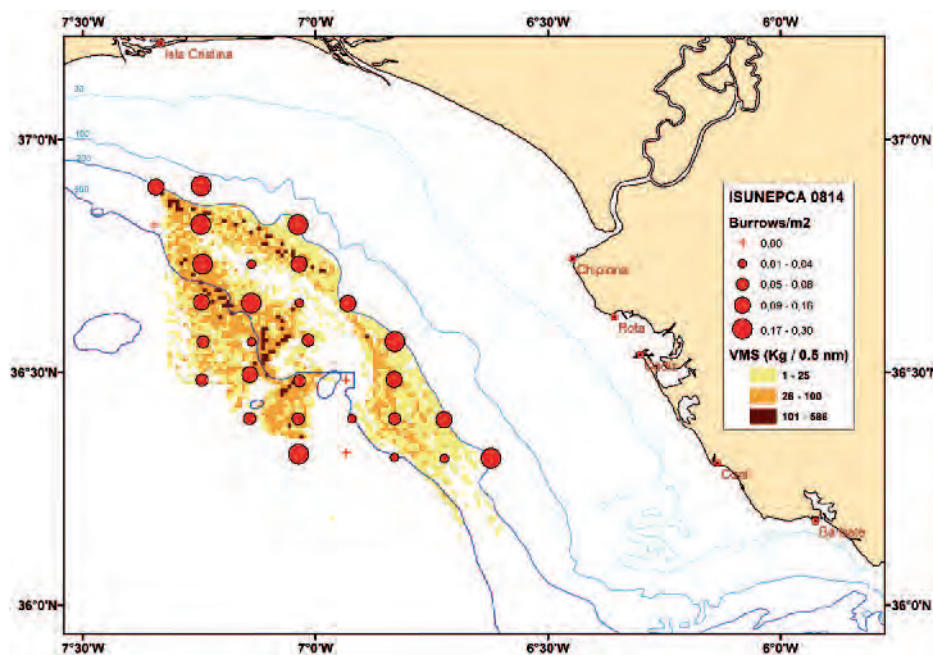 7°30'W 7°0'W 6°30'W 6°0'W
Isla Cristina
30
100
200
500
37°0'N 37°0'N
ISUNEPCA 0814
Burrows/m2
0,00
0,01 - 0,04
0,05 - 0,08
0,09 - 0,16
0,17 - 0,30
VMS (Kg / 0.5 nm)
1 - 25
26 - 100
101 - 586
Chipiona
Rota
36°30'N 36°30'N
Conil
Barbate
36°0'N 36°0'N
7°30'W 7°0'W 6°30'W 6°0'W